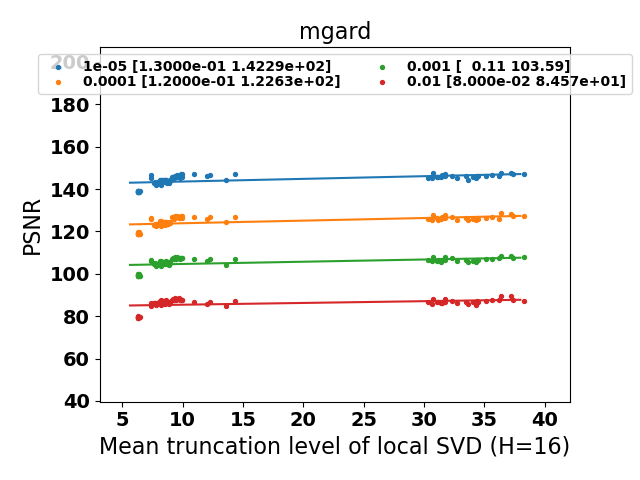 mgard
200
1e-05 [1.3000e-01 1.4229e+02]
0.0001 [1.2000e-01 1.2263e+02]
0.001 [  0.11 103.59]
0.01 [8.000e-02 8.457e+01]
180
160
140
120
100
80
60
40
PSNR
5 10 15 20 25 30 35 40
Mean truncation level of local SVD (H=16)